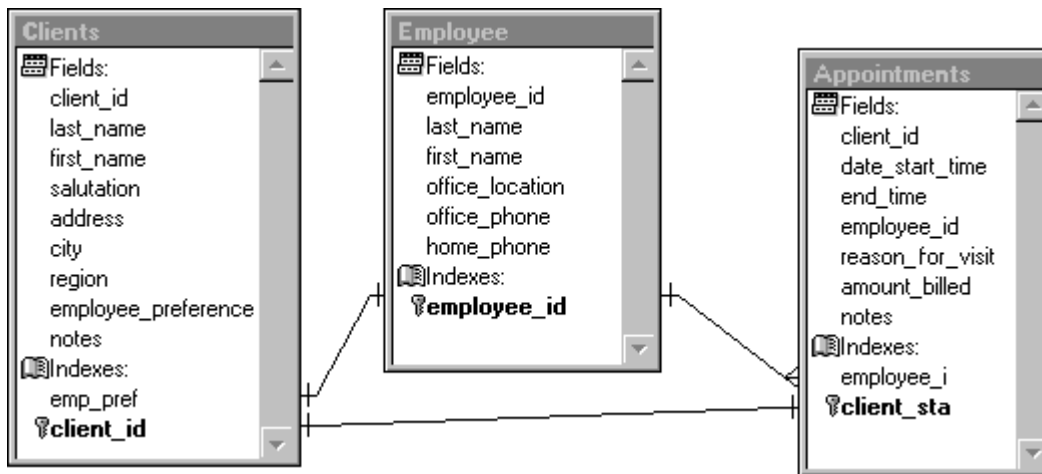 Clients
Fields:
client_id
last_name
first_name
salutation
address
city
region
employee_preference
notes
Indexes:
emp_pref
client_id
Employee
Fields:
employee_id
last_name
first_name
office_location
office_phone
home_phone
Indexes:
employee_id
Appointments
Fields:
client_id
date_start_time
end_time
employee_id
reason_for_visit
amount_billed
notes
Indexes:
employee_i
client_sta